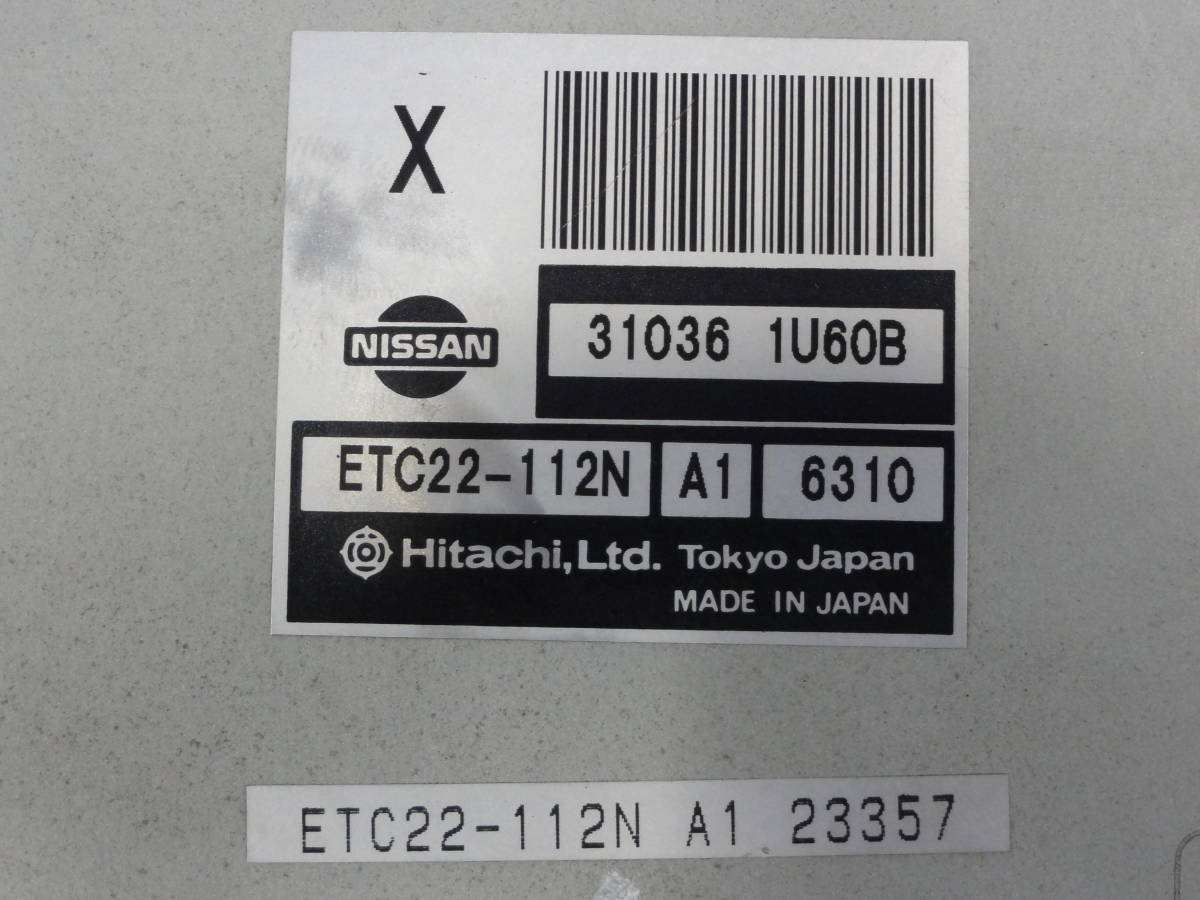 X
NISSAN
31036 1U60B
ETC22-112N A1 6310
Hitachi,Ltd. Tokyo Japan
MADE IN JAPAN
ETC22-112N A1 23357